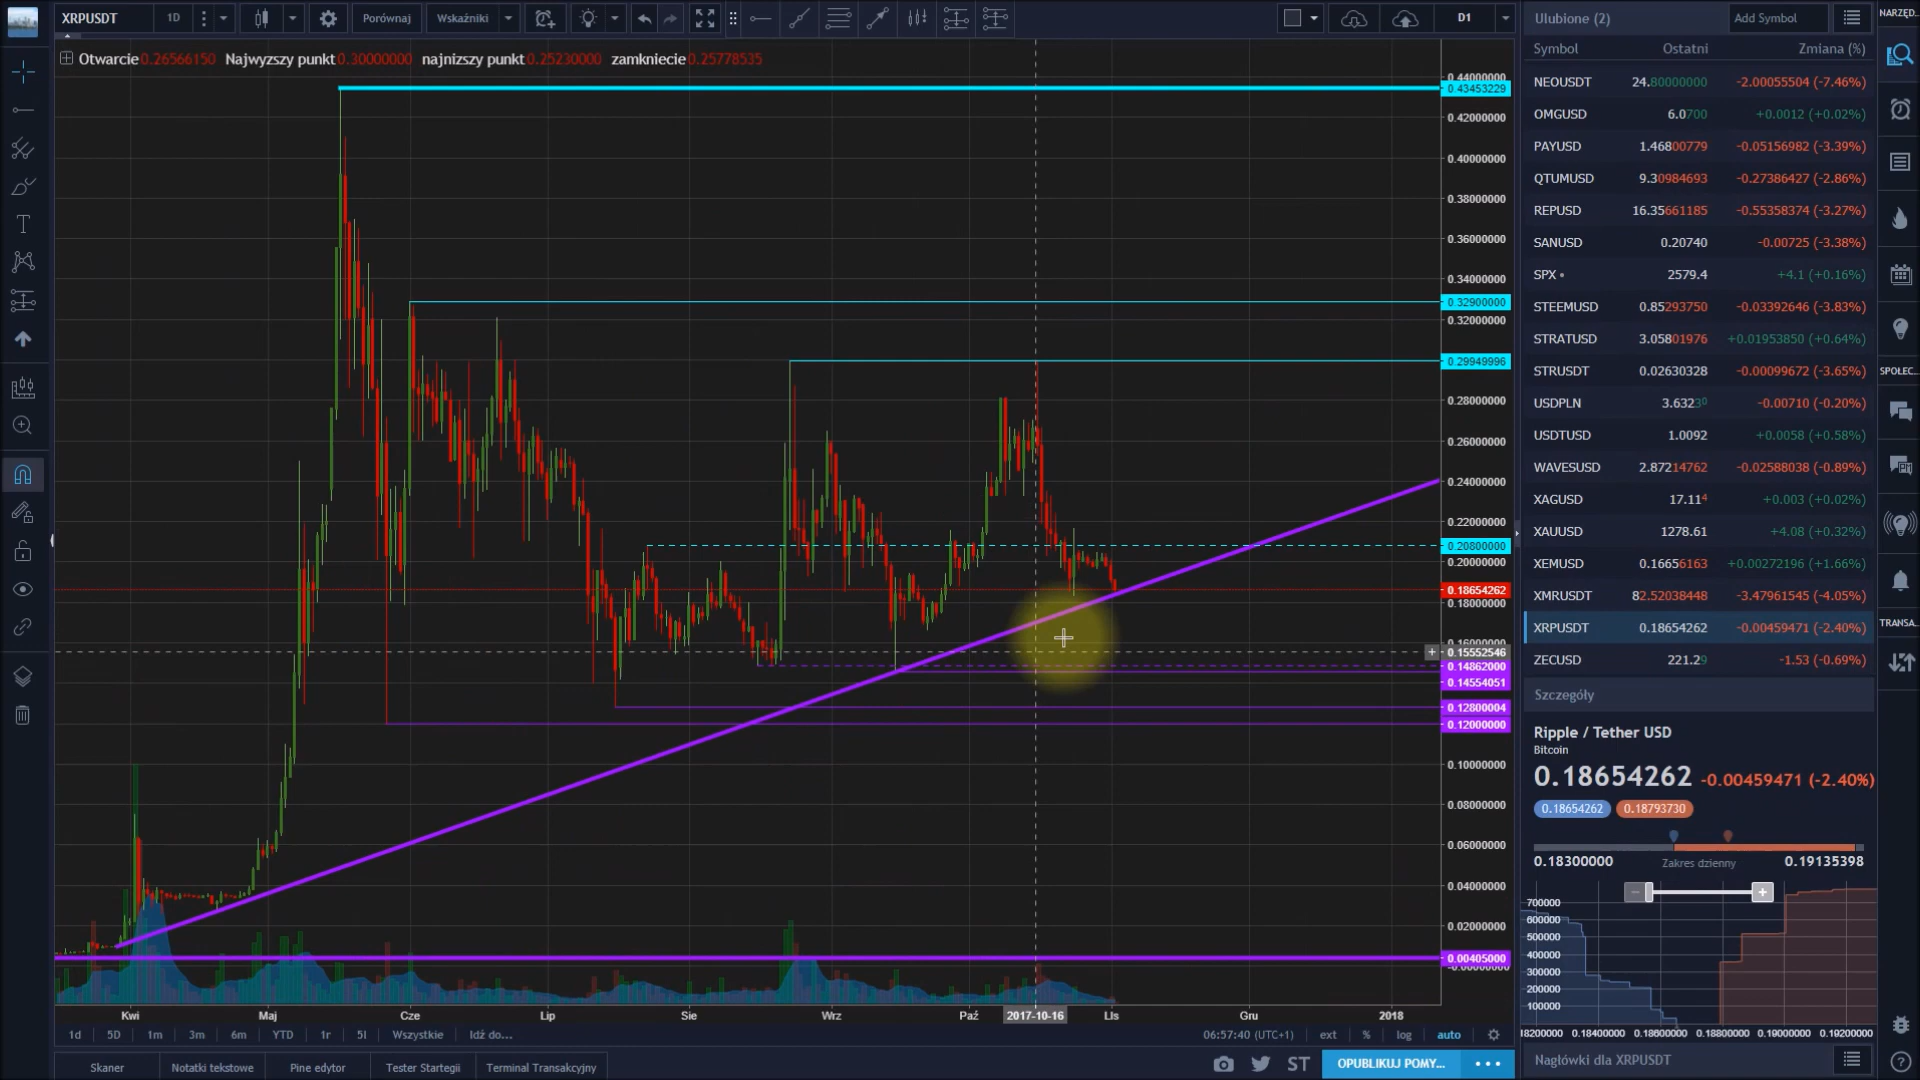 XRPUSDT 1D Porównaj Wskaźniki D1
Otwarcie 0.26566150 Najwyzszy punkt 0.30000000 najnizszy punkt 0.25230000 zamkniecie 0.25778535
0.44000000
0.43453229
0.42000000
0.40000000
0.38000000
0.36000000
0.34000000
0.32900000
0.32000000
0.29949996
0.28000000
0.26000000
0.24000000
0.22000000
0.20800000
0.20000000
0.18654262
0.18000000
0.16000000
0.15552546
0.14862000
0.14554051
0.12800004
0.12000000
0.10000000
0.08000000
0.06000000
0.04000000
0.02000000
0.00405000
-0.00000000
Kwi Maj Cze Lip Sie Wrz Paź 2017-10-16 Lis Gru 2018
1d 5D 1m 3m 6m YTD 1r 5l Wszystkie Idź do... 06:57:40 (UTC+1) ext % log auto
Skaner Notatki tekstowe Pine edytor Tester Startegii Terminal Transakcyjny ST OPUBLIKUJ POMY...
Ulubione (2) Add Symbol
Symbol Ostatni Zmiana (%)
NEOUSDT 24.80000000 -2.00055504 (-7.46%)
OMGUSD 6.0700 +0.0012 (+0.02%)
PAYUSD 1.46800779 -0.05156982 (-3.39%)
QTUMUSD 9.30984693 -0.27386427 (-2.86%)
REPUSD 16.35661185 -0.55358374 (-3.27%)
SANUSD 0.20740 -0.00725 (-3.38%)
SPX 2579.4 +4.1 (+0.16%)
STEEMUSD 0.85293750 -0.03392646 (-3.83%)
STRATUSD 3.05801976 +0.01953850 (+0.64%)
STRUSDT 0.02630328 -0.00099672 (-3.65%)
USDPLN 3.6323⁰ -0.00710 (-0.20%)
USDTUSD 1.0092 +0.0058 (+0.58%)
WAVESUSD 2.87214762 -0.02588038 (-0.89%)
XAGUSD 17.11⁴ +0.003 (+0.02%)
XAUUSD 1278.61 +4.08 (+0.32%)
XEMUSD 0.16656163 +0.00272196 (+1.66%)
XMRUSDT 82.52038448 -3.47961545 (-4.05%)
XRPUSDT 0.18654262 -0.00459471 (-2.40%)
ZECUSD 221.29 -1.53 (-0.69%)
Szczegóły
Ripple / Tether USD
Bitcoin
0.18654262 -0.00459471 (-2.40%)
0.18654262 0.18793730
0.18300000 Zakres dzienny 0.19135398
700000
600000
500000
400000
300000
200000
100000
0.18400000 0.18600000 0.18800000 0.19000000 0.19200000
Nagłówki dla XRPUSDT
NARZĘD...
SPOŁEC...
TRANSA...